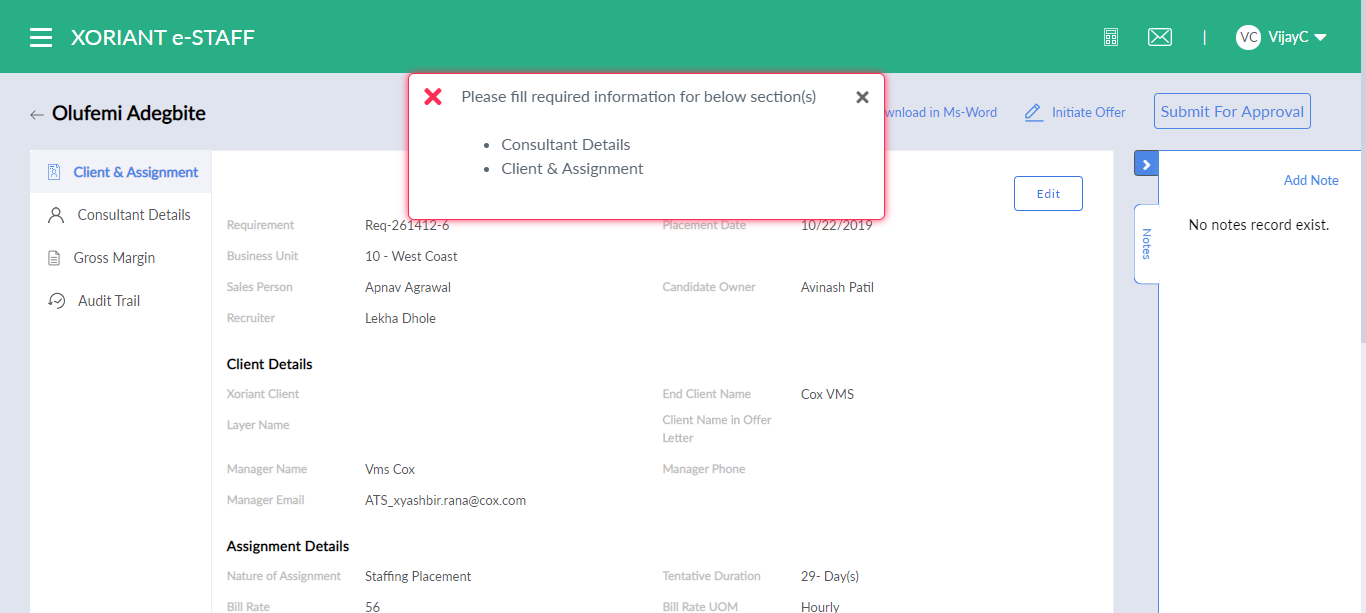 XORIANT e-STAFF
VC VijayC
Please fill required information for below section(s)
Consultant Details
Client & Assignment
Olufemi Adegbite
in Ms-Word
Initiate Offer
Submit For Approval
Client & Assignment
Consultant Details
Gross Margin
Audit Trail
Edit
Requirement Req-261412-6 Placement Date 10/22/2019
Business Unit 10 - West Coast
Sales Person Apnav Agrawal Candidate Owner Avinash Patil
Recruiter Lekha Dhole
Client Details
Xoriant Client End Client Name Cox VMS
Layer Name Client Name in Offer
Letter
Manager Name Vms Cox Manager Phone
Manager Email ATS_xyashbir.rana@cox.com
Assignment Details
Nature of Assignment Staffing Placement Tentative Duration 29- Day(s)
Bill Rate 56 Bill Rate UOM Hourly
Add Note
Notes
No notes record exist.